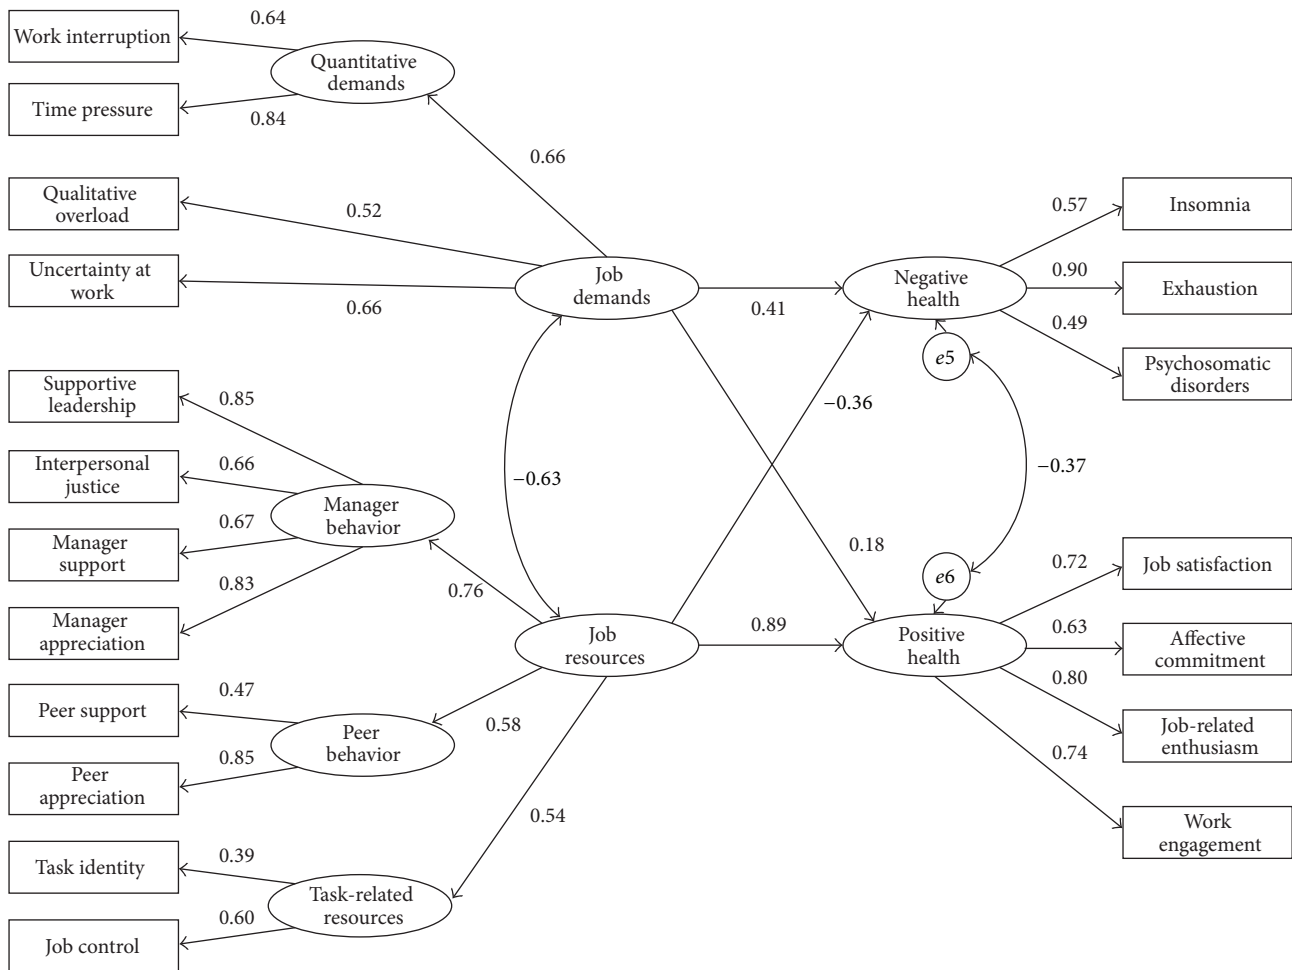 Work interruption
0.64
Quantitative
demands
Time pressure
0.84
0.66
Qualitative
overload
0.52
Uncertainty at
work
0.66
Job
demands
0.41
Negative
health
0.57
Insomnia
0.90
Exhaustion
0.49
Psychosomatic
disorders
e5
−0.36
−0.37
−0.63
0.18
Supportive
leadership
0.85
Interpersonal
justice
0.66
Manager
behavior
Manager
support
0.67
Manager
appreciation
0.83
0.76
Job
resources
0.89
e6
Positive
health
0.72
Job satisfaction
0.63
Affective
commitment
0.80
Job-related
enthusiasm
0.74
Work
engagement
Peer support
0.47
Peer
behavior
0.58
Peer
appreciation
0.85
0.54
Task identity
0.39
Task-related
resources
Job control
0.60